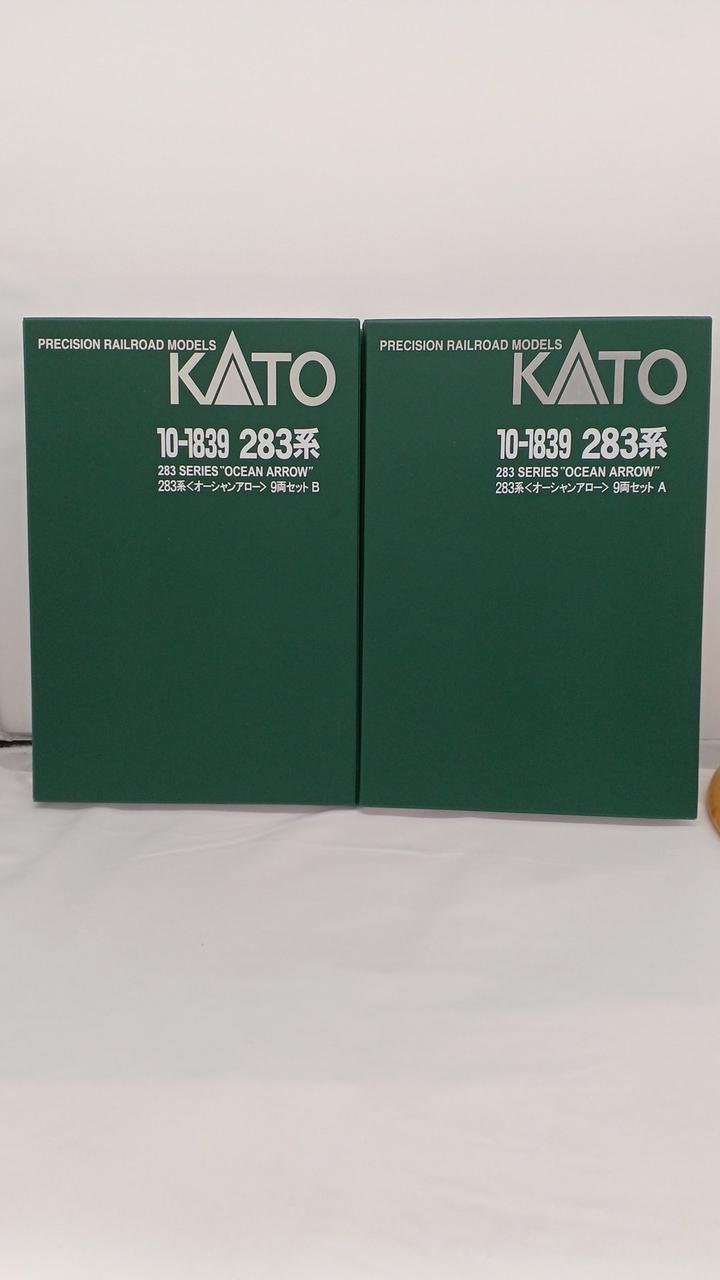 PRECISION RAILROAD MODELS
KATO
10-1839 283系
283 SERIES "OCEAN ARROW"
283系<オーシャンアロー> 9両セット B
PRECISION RAILROAD MODELS
KATO
10-1839 283系
283 SERIES "OCEAN ARROW"
283系<オーシャンアロー> 9両セット A